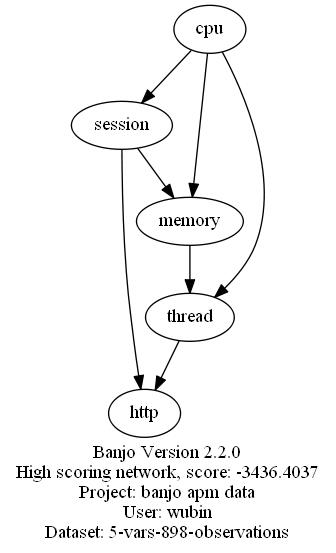 cpu
session
memory
thread
http
Banjo Version 2.2.0
High scoring network, score: -3436.4037
Project: banjo apm data
User: wubin
Dataset: 5-vars-898-observations